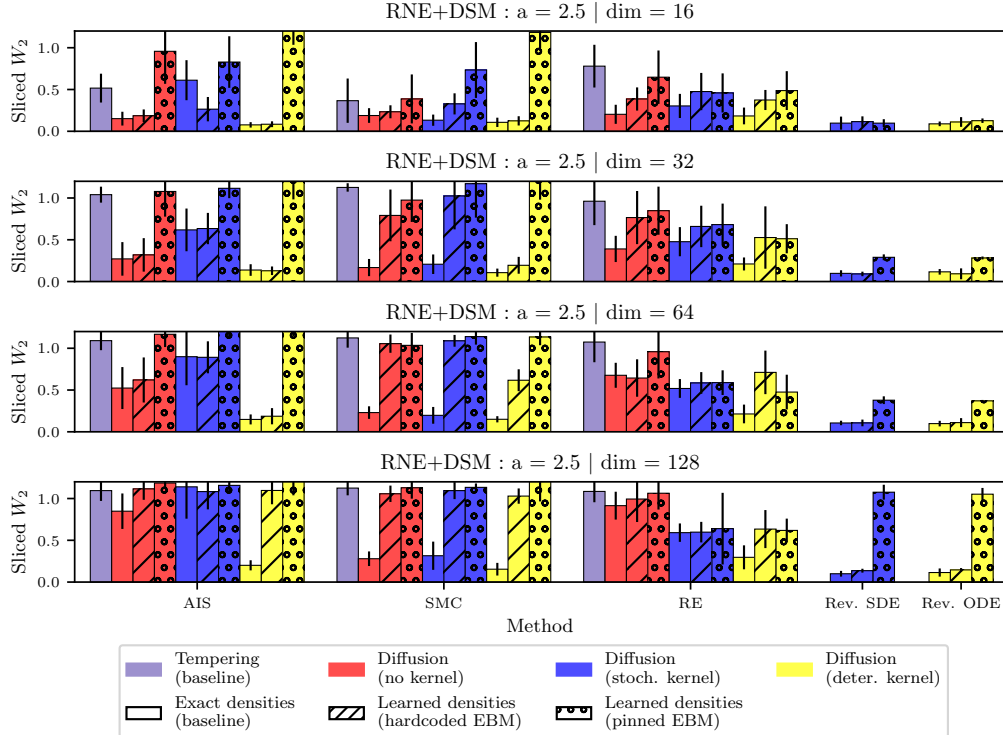 RNE+DSM : a = 2.5 | dim = 16
Sliced W₂
1.0
0.5
0.0
RNE+DSM : a = 2.5 | dim = 32
Sliced W₂
1.0
0.5
0.0
RNE+DSM : a = 2.5 | dim = 64
Sliced W₂
1.0
0.5
0.0
RNE+DSM : a = 2.5 | dim = 128
Sliced W₂
1.0
0.5
0.0
AIS SMC RE Rev. SDE Rev. ODE
Method
Tempering (baseline)
Diffusion (no kernel)
Diffusion (stoch. kernel)
Diffusion (deter. kernel)
Exact densities (baseline)
Learned densities (hardcoded EBM)
Learned densities (pinned EBM)